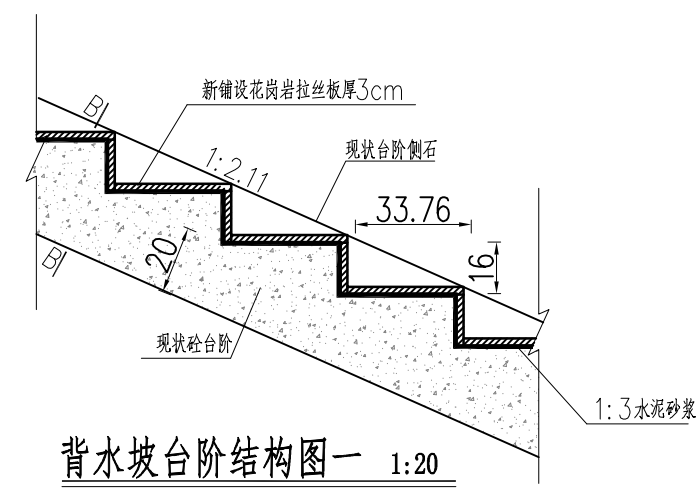 B
新铺设花岗岩拉丝板厚3cm
1:2.11
现状台阶侧石
33.76
16
20
B
现状砼台阶
1:3水泥砂浆
背水坡台阶结构图一 1:20